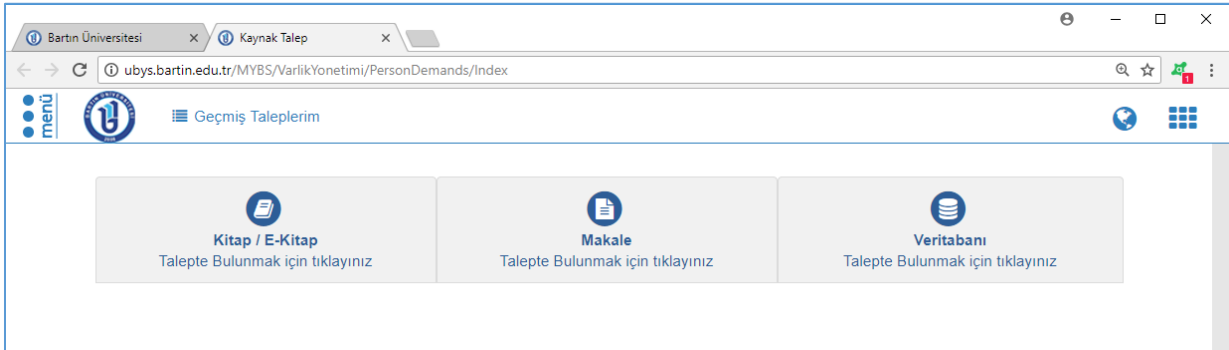 Bartın Üniversitesi
Kaynak Talep
ubys.bartin.edu.tr/MYBS/VarlikYonetimi/PersonDemands/Index
1
menü
Geçmiş Taleplerim
Kitap / E-Kitap
Talepte Bulunmak için tıklayınız
Makale
Talepte Bulunmak için tıklayınız
Veritabanı
Talepte Bulunmak için tıklayınız